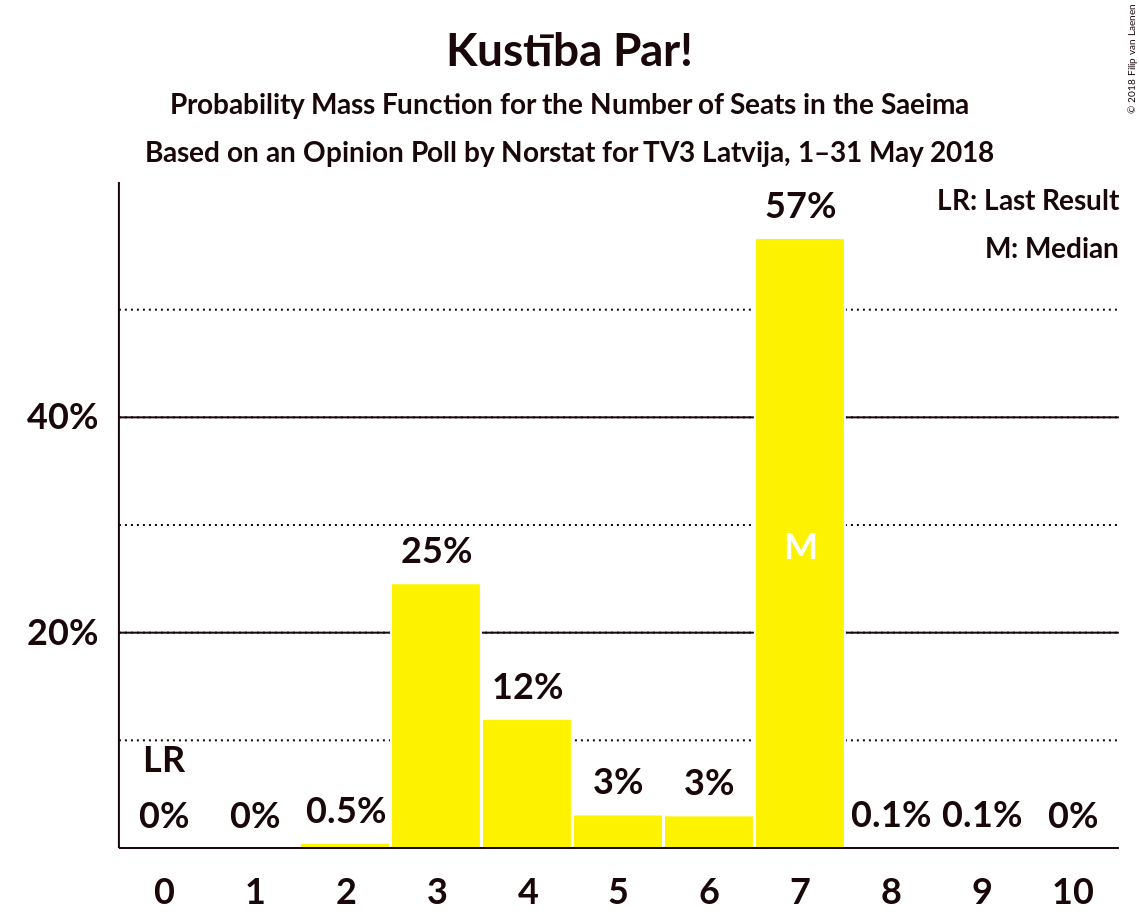 Kustība Par!
Probability Mass Function for the Number of Seats in the Saeima
Based on an Opinion Poll by Norstat for TV3 Latvija, 1–31 May 2018
© 2018 Filip van Laenen
LR: Last Result
M: Median
57%
40%
M
25%
20%
12%
LR
3%
3%
0%
0%
0.5%
0.1%
0.1%
0%
0 1 2 3 4 5 6 7 8 9 10